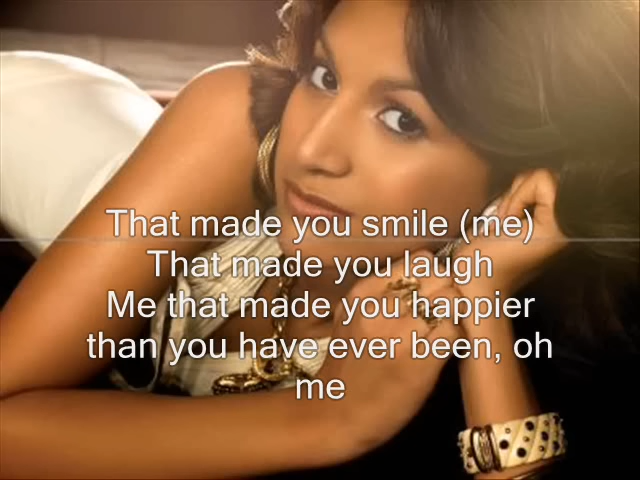 That made you smile (me)
That made you laugh
Me that made you happier
than you have ever been, oh
me